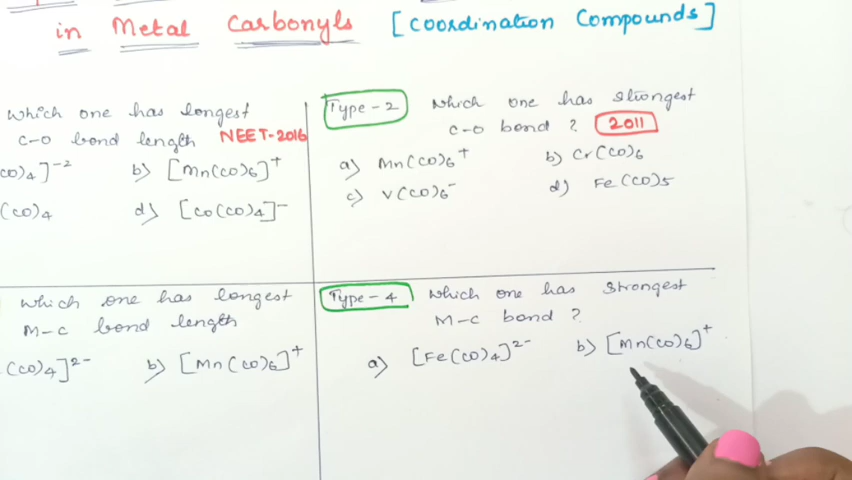 in Metal Carbonyls [Coordination Compounds]
Which one has longest
C-O bond length NEET-2016
CO)4]⁻² b) [Mn(CO)6]⁺
(CO)4 d) [Co(CO)4]⁻
Type-2 Which one has strongest
C-O bond ? 2011
a) Mn(CO)6⁺ b) Cr(CO)6
c) V(CO)6⁻ d) Fe(CO)5
Which one has longest
M-C bond length
(CO)4]²⁻ b) [Mn(CO)6]⁺
Type-4 Which one has strongest
M-C bond ?
a) [Fe(CO)4]²⁻ b) [Mn(CO)6]⁺